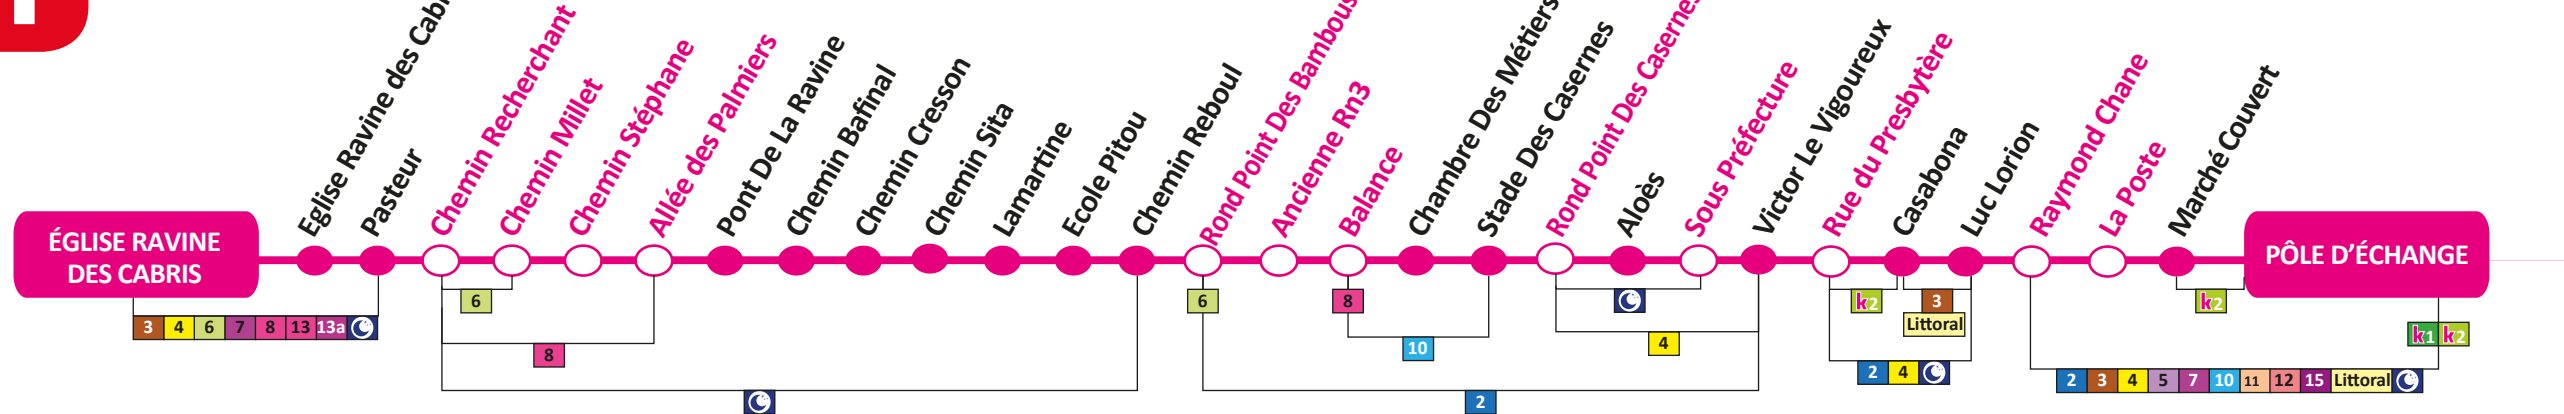 ÉGLISE RAVINE
DES CABRIS
Eglise Ravine des
Pasteur
Chemin Recherchant
Chemin Millet
Chemin Stéphane
Allée des Palmiers
Pont De La Ravine
Chemin Bafinal
Chemin Cresson
Chemin Sita
Lamartine
Ecole Pitou
Chemin Reboul
Rond Point Des Bambous
Ancienne Rn3
Balance
Chambre Des Métiers
Stade Des Casernes
Rond Point Des Casernes
Aloès
Sous Préfecture
Victor Le Vigoureux
Rue du Presbytère
Casabona
Luc Lorion
Raymond Chane
La Poste
Marché Couvert
PÔLE D'ÉCHANGE
3 4 6 7 8 13 13a
6
8
6
8
10
2
4
k2
3
Littoral
2 4
k2
k1 k2
2 3 4 5 7 10 11 12 15 Littoral